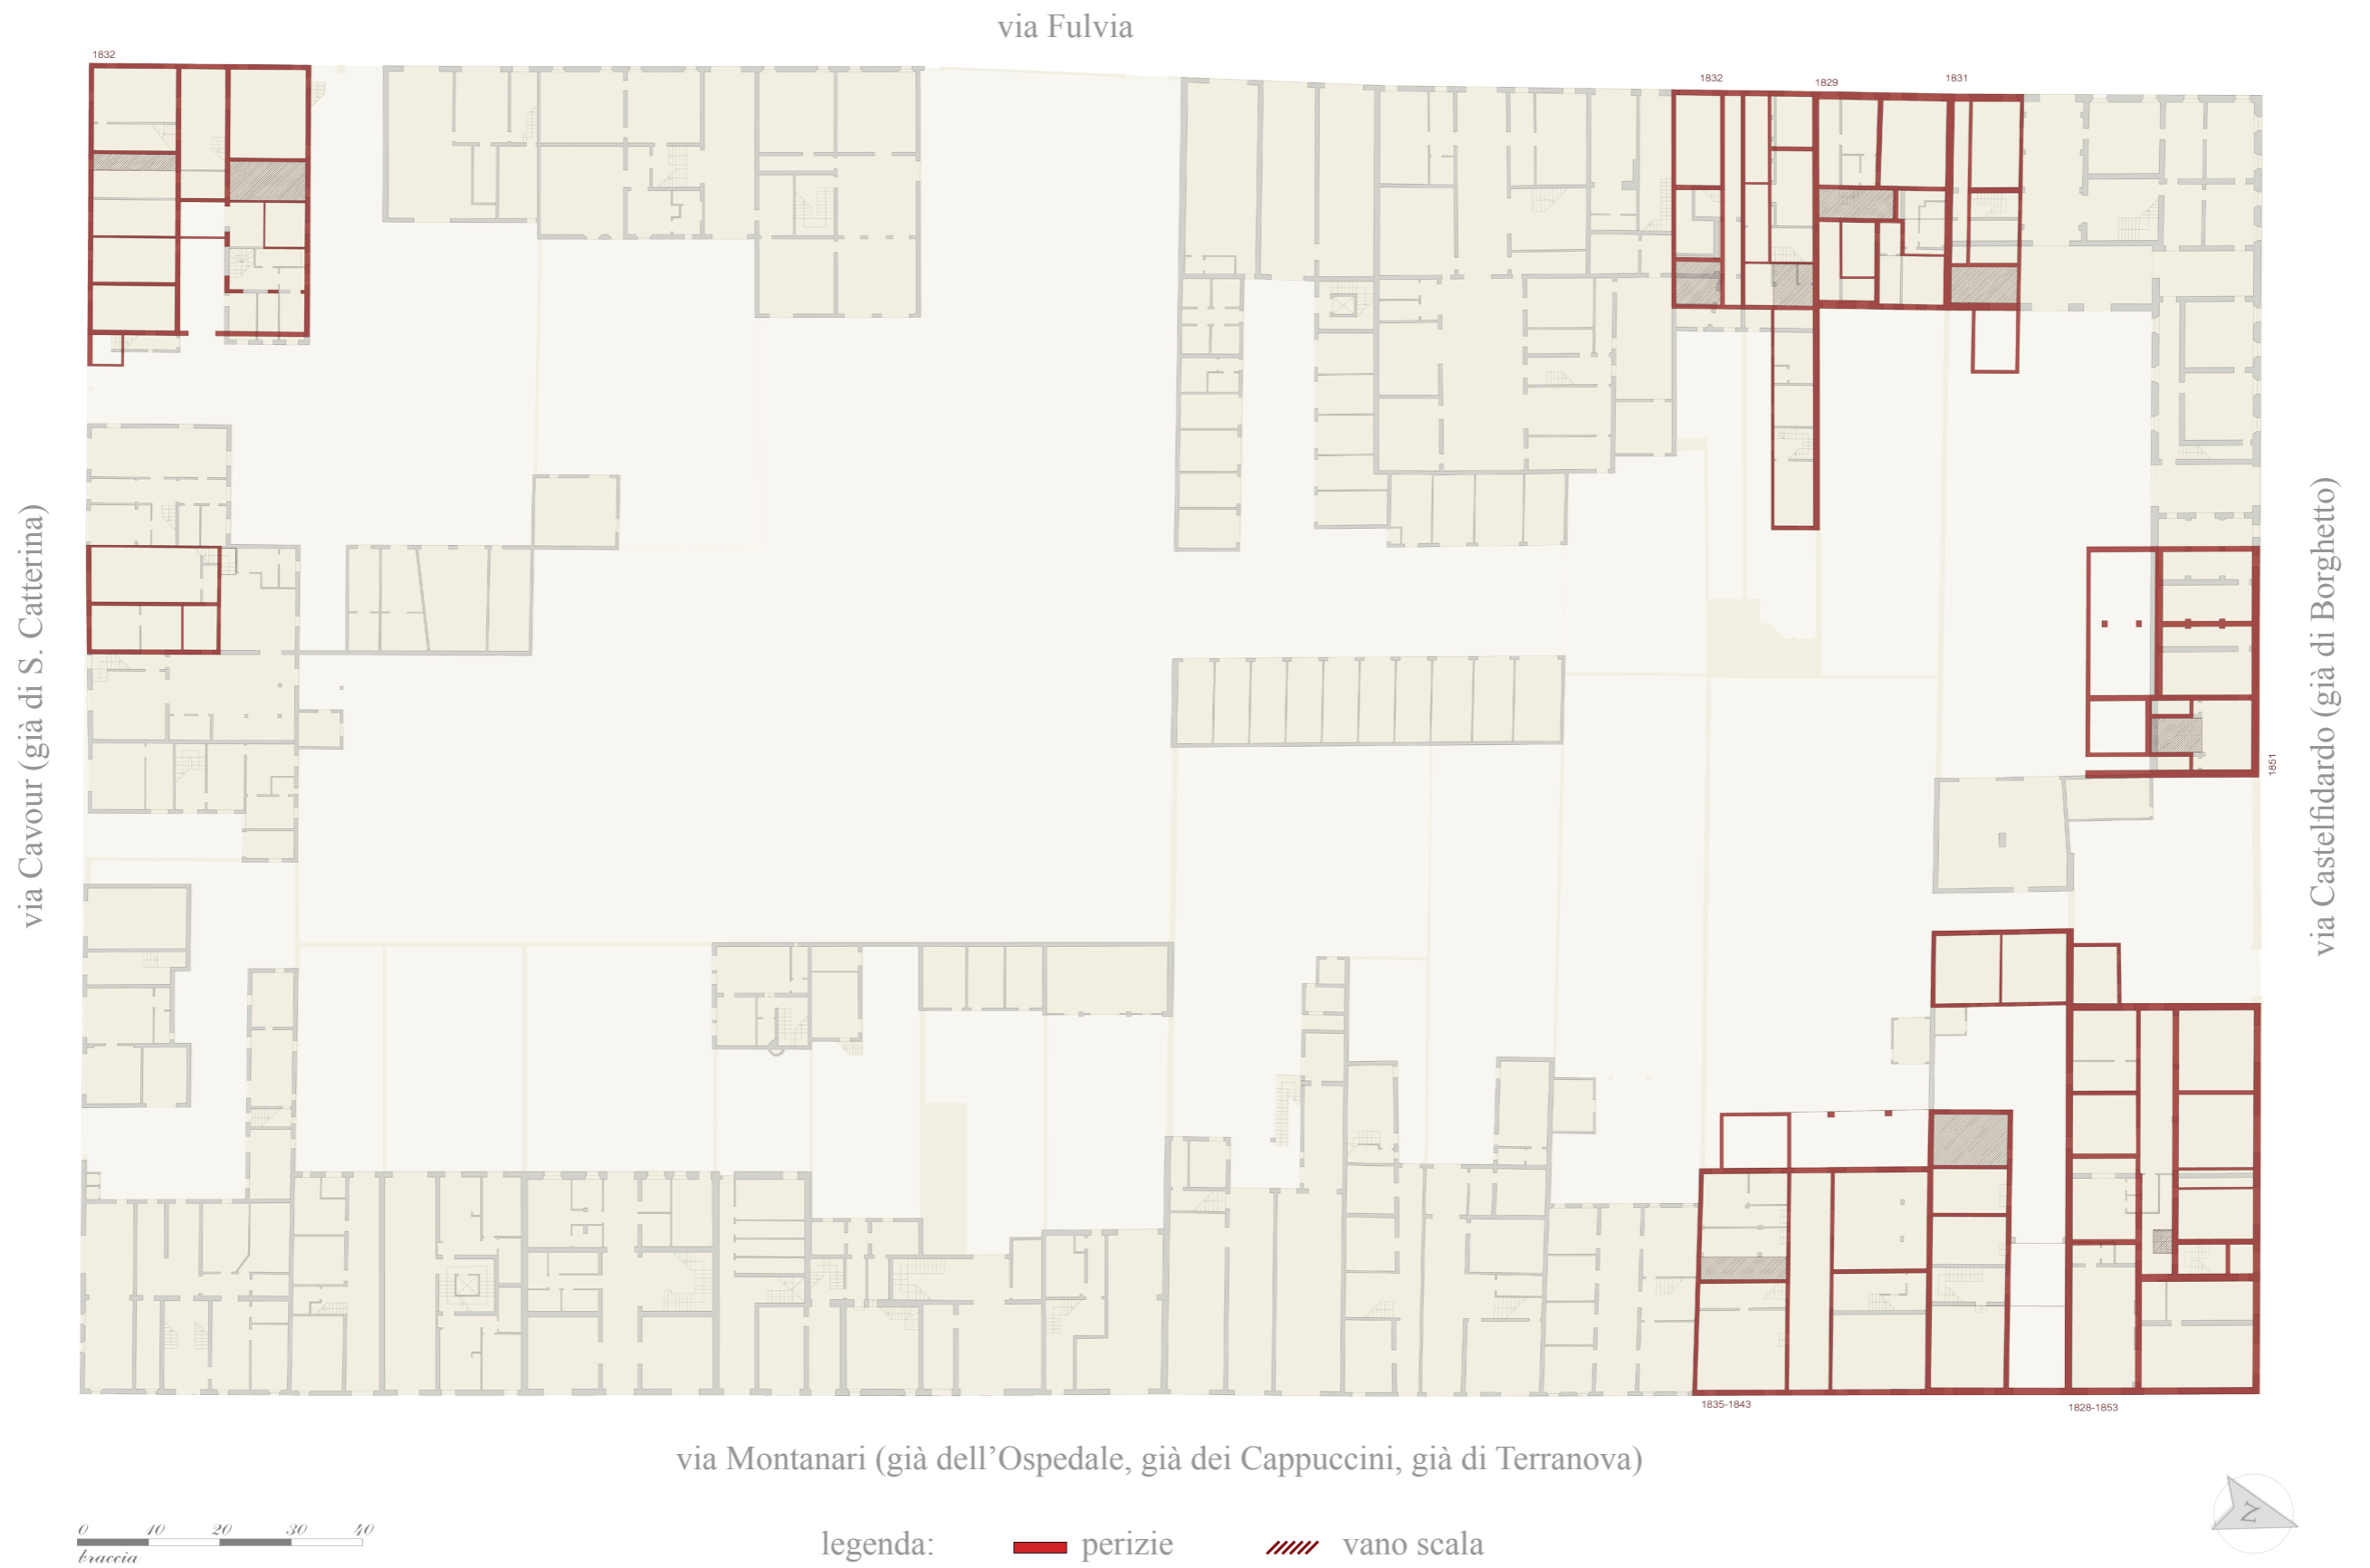 via Fulvia
1832
1832
1829
1831
via Cavour (già di S. Catterina)
via Castelfidardo (già di Borghetto)
1851
1835-1843
1828-1853
via Montanari (già dell’Ospedale, già dei Cappuccini, già di Terranova)
0 10 20 30 40
braccia
legenda: perizie vano scala
N